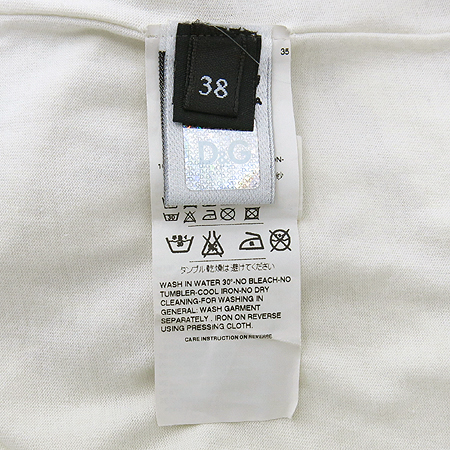 35
38
D&G
タンブル乾燥は避けてください
WASH IN WATER 30°-NO BLEACH-NO
TUMBLER-COOL IRON-NO DRY
CLEANING-FOR WASHING IN
GENERAL: WASH GARMENT
SEPARATELY, IRON ON REVERSE
USING PRESSING CLOTH.
CARE INSTRUCTION ON REVERSE